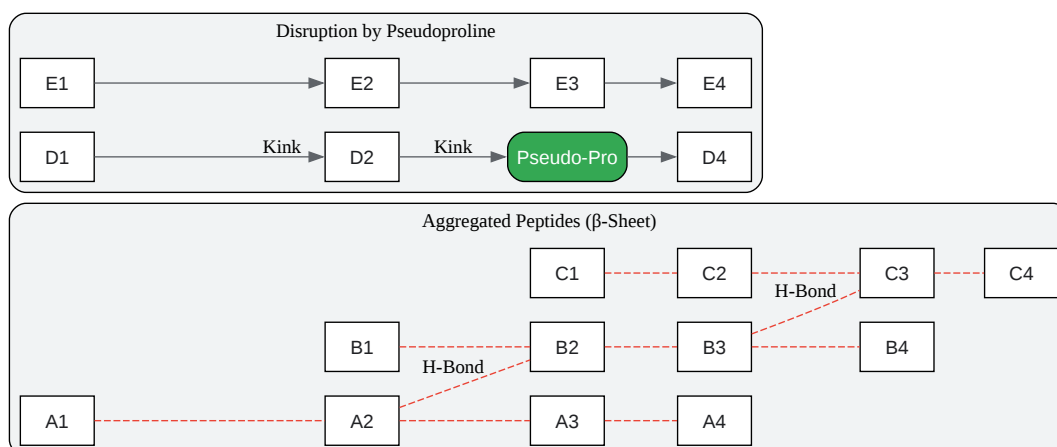 Disruption by Pseudoproline
E1 E2 E3 E4
D1 Kink D2 Kink Pseudo-Pro D4
Aggregated Peptides (β-Sheet)
C1 C2 C3 C4
H-Bond
B1 B2 B3 B4
H-Bond
A1 A2 A3 A4